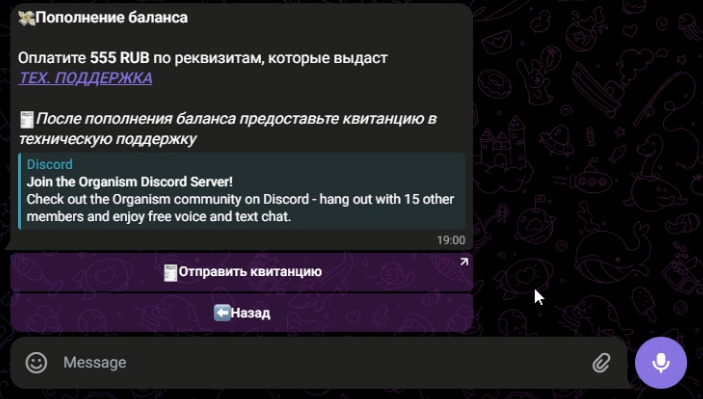 💸Пополнение баланса
Оплатите 555 RUB по реквизитам, которые выдаст
ТЕХ. ПОДДЕРЖКА
🧾После пополнения баланса предоставьте квитанцию в
техническую поддержку
Discord
Join the Organism Discord Server!
Check out the Organism community on Discord - hang out with 15 other
members and enjoy free voice and text chat.
19:00
🧾Отправить квитанцию
⬅️Назад
Message